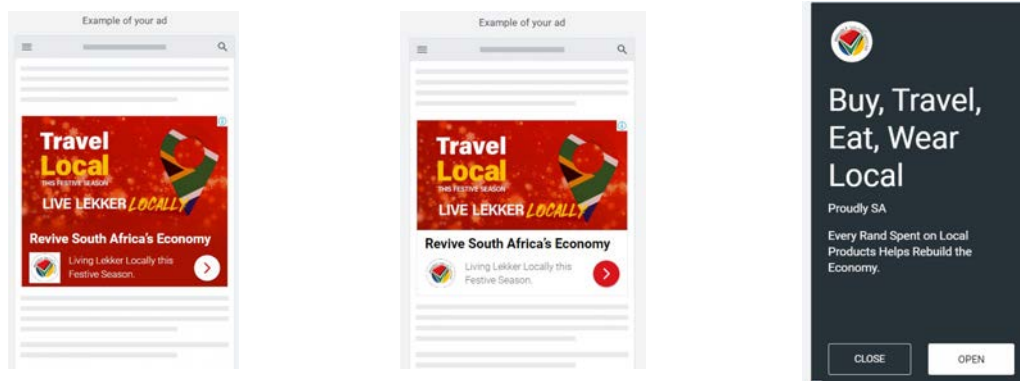 Example of your ad
Travel
Local
THIS FESTIVE SEASON
LIVE LEKKER LOCALLY
Revive South Africa's Economy
Living Lekker Locally this
Festive Season.
Example of your ad
Travel
Local
THIS FESTIVE SEASON
LIVE LEKKER LOCALLY
Revive South Africa's Economy
Living Lekker Locally this
Festive Season.
Buy, Travel,
Eat, Wear
Local
Proudly SA
Every Rand Spent on Local
Products Helps Rebuild the
Economy.
CLOSE
OPEN